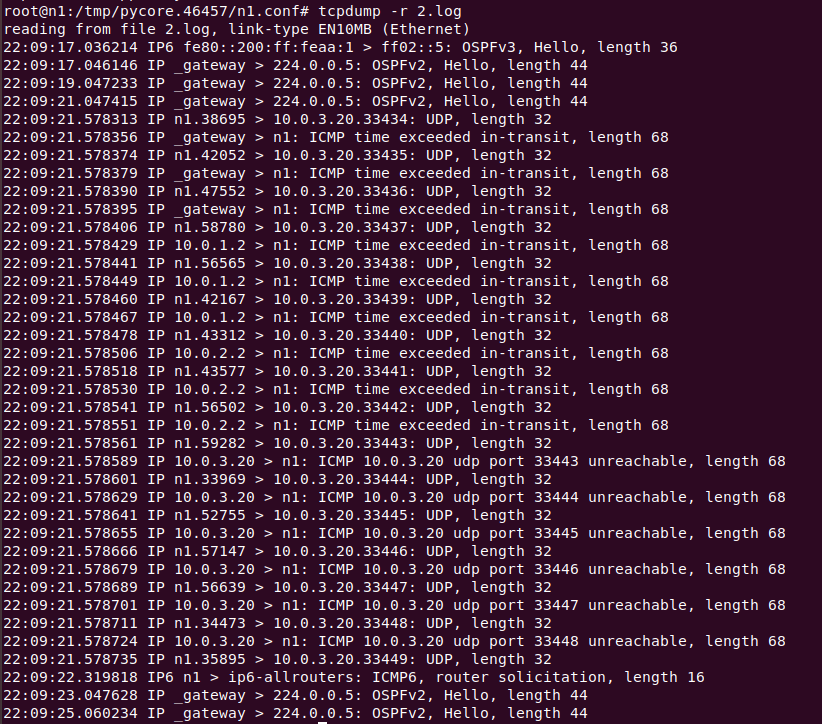 root@n1:/tmp/pycore.46457/n1.conf# tcpdump -r 2.log
reading from file 2.log, link-type EN10MB (Ethernet)
22:09:17.036214 IP6 fe80::200:ff:feaa:1 > ff02::5: OSPFv3, Hello, length 36
22:09:17.046146 IP _gateway > 224.0.0.5: OSPFv2, Hello, length 44
22:09:19.047233 IP _gateway > 224.0.0.5: OSPFv2, Hello, length 44
22:09:21.047415 IP _gateway > 224.0.0.5: OSPFv2, Hello, length 44
22:09:21.578313 IP n1.38695 > 10.0.3.20.33434: UDP, length 32
22:09:21.578356 IP _gateway > n1: ICMP time exceeded in-transit, length 68
22:09:21.578374 IP n1.42052 > 10.0.3.20.33435: UDP, length 32
22:09:21.578379 IP _gateway > n1: ICMP time exceeded in-transit, length 68
22:09:21.578390 IP n1.47552 > 10.0.3.20.33436: UDP, length 32
22:09:21.578395 IP _gateway > n1: ICMP time exceeded in-transit, length 68
22:09:21.578406 IP n1.58780 > 10.0.3.20.33437: UDP, length 32
22:09:21.578429 IP 10.0.1.2 > n1: ICMP time exceeded in-transit, length 68
22:09:21.578441 IP n1.56565 > 10.0.3.20.33438: UDP, length 32
22:09:21.578449 IP 10.0.1.2 > n1: ICMP time exceeded in-transit, length 68
22:09:21.578460 IP n1.42167 > 10.0.3.20.33439: UDP, length 32
22:09:21.578467 IP 10.0.1.2 > n1: ICMP time exceeded in-transit, length 68
22:09:21.578478 IP n1.43312 > 10.0.3.20.33440: UDP, length 32
22:09:21.578506 IP 10.0.2.2 > n1: ICMP time exceeded in-transit, length 68
22:09:21.578518 IP n1.43577 > 10.0.3.20.33441: UDP, length 32
22:09:21.578530 IP 10.0.2.2 > n1: ICMP time exceeded in-transit, length 68
22:09:21.578541 IP n1.56502 > 10.0.3.20.33442: UDP, length 32
22:09:21.578551 IP 10.0.2.2 > n1: ICMP time exceeded in-transit, length 68
22:09:21.578561 IP n1.59282 > 10.0.3.20.33443: UDP, length 32
22:09:21.578589 IP 10.0.3.20 > n1: ICMP 10.0.3.20 udp port 33443 unreachable, length 68
22:09:21.578601 IP n1.33969 > 10.0.3.20.33444: UDP, length 32
22:09:21.578629 IP 10.0.3.20 > n1: ICMP 10.0.3.20 udp port 33444 unreachable, length 68
22:09:21.578641 IP n1.52755 > 10.0.3.20.33445: UDP, length 32
22:09:21.578655 IP 10.0.3.20 > n1: ICMP 10.0.3.20 udp port 33445 unreachable, length 68
22:09:21.578666 IP n1.57147 > 10.0.3.20.33446: UDP, length 32
22:09:21.578679 IP 10.0.3.20 > n1: ICMP 10.0.3.20 udp port 33446 unreachable, length 68
22:09:21.578689 IP n1.56639 > 10.0.3.20.33447: UDP, length 32
22:09:21.578701 IP 10.0.3.20 > n1: ICMP 10.0.3.20 udp port 33447 unreachable, length 68
22:09:21.578711 IP n1.34473 > 10.0.3.20.33448: UDP, length 32
22:09:21.578724 IP 10.0.3.20 > n1: ICMP 10.0.3.20 udp port 33448 unreachable, length 68
22:09:21.578735 IP n1.35895 > 10.0.3.20.33449: UDP, length 32
22:09:22.319818 IP6 n1 > ip6-allrouters: ICMP6, router solicitation, length 16
22:09:23.047628 IP _gateway > 224.0.0.5: OSPFv2, Hello, length 44
22:09:25.060234 IP _gateway > 224.0.0.5: OSPFv2, Hello, length 44